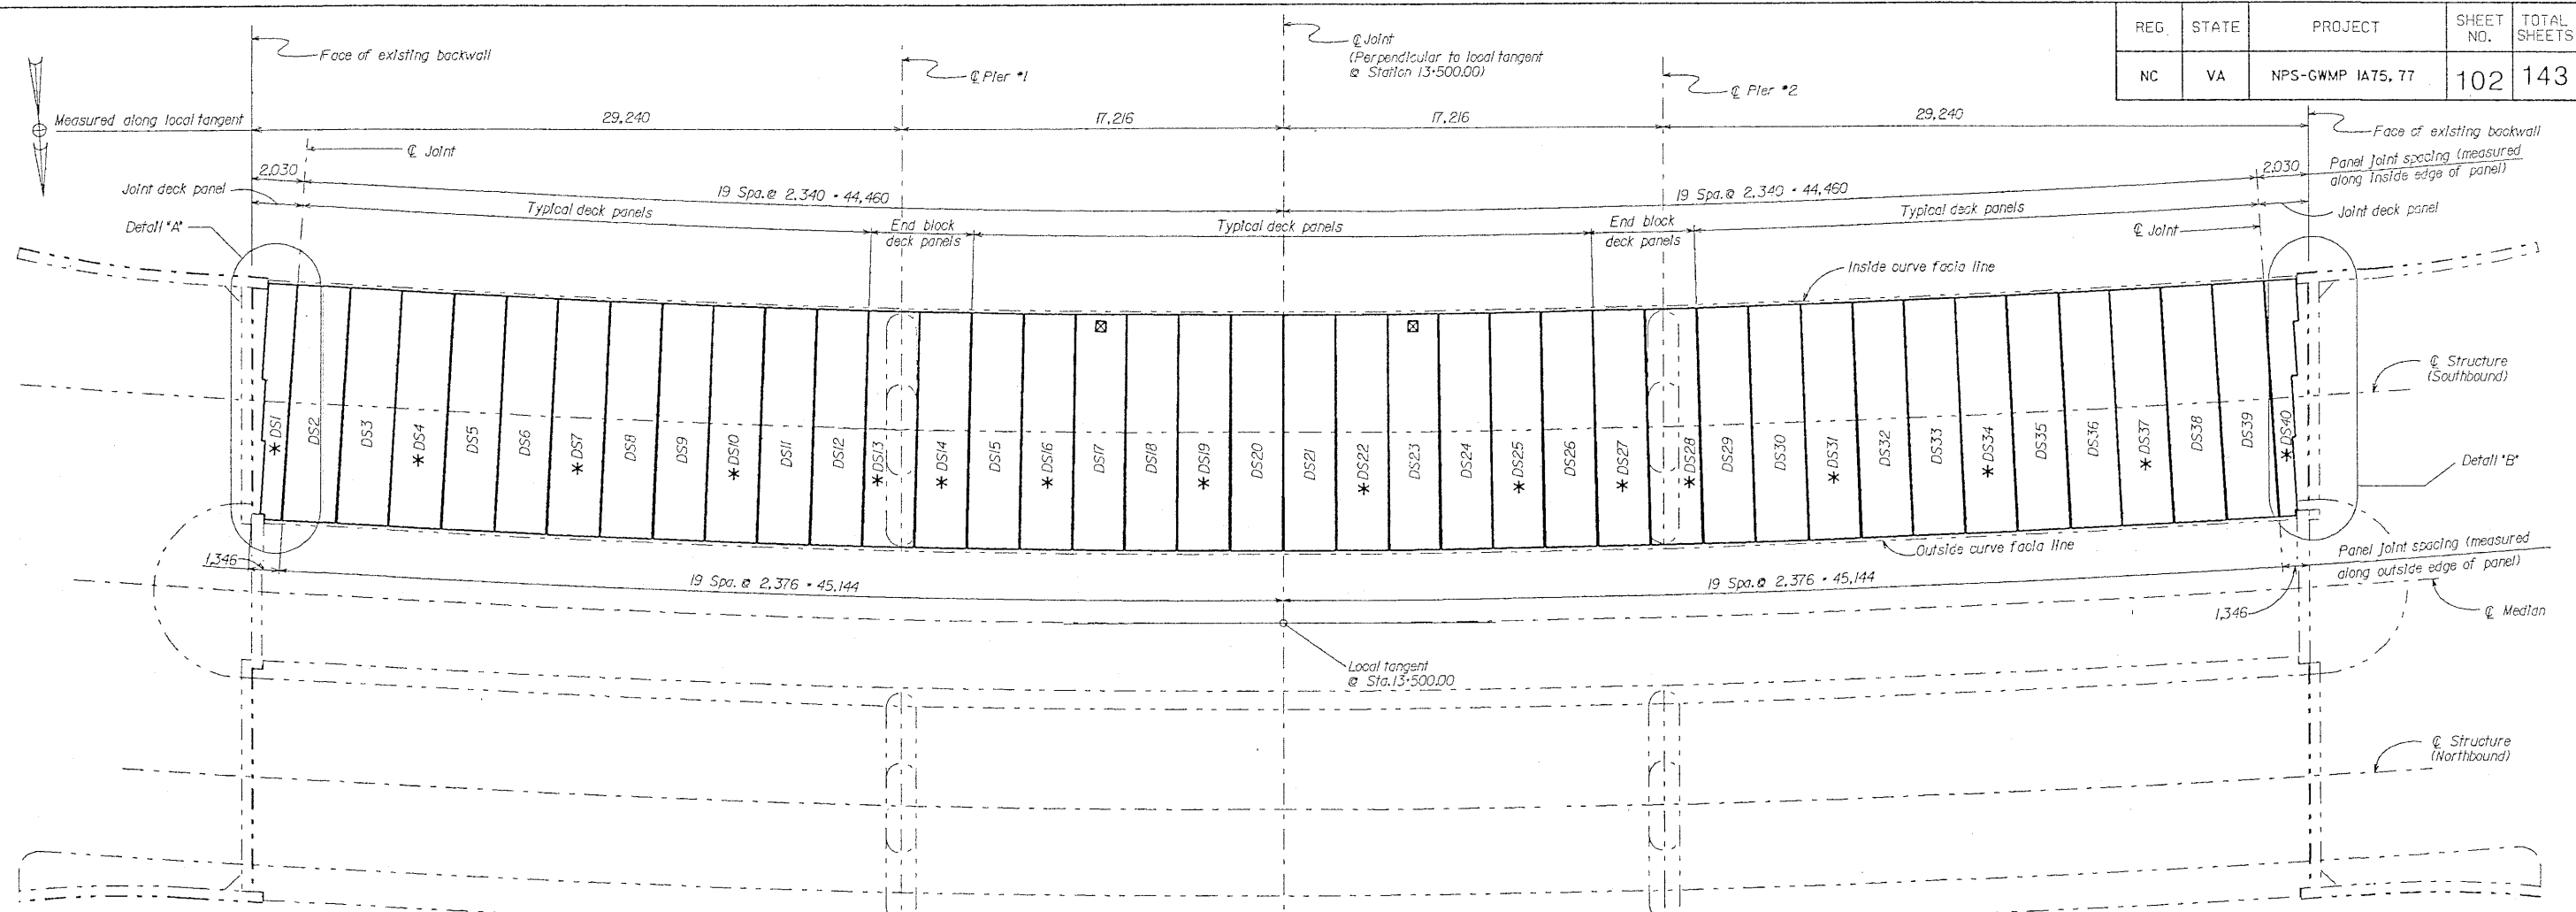 REG. STATE PROJECT SHEET NO. TOTAL SHEETS
NC VA NPS-GWMP 1A75, 77 102 143
Face of existing backwall
℄ Pier #1
℄ Joint
(Perpendicular to local tangent
@ Station 13+500.00)
℄ Pier #2
Face of existing backwall
Measured along local tangent
29,240
17,216
17,216
29,240
℄ Joint
2,030
Joint deck panel
19 Spa. @ 2,340 = 44,460
19 Spa. @ 2,340 = 44,460
2,030
Panel joint spacing (measured
along inside edge of panel)
Detail "A"
Typical deck panels
End block
deck panels
Typical deck panels
End block
deck panels
Typical deck panels
℄ Joint
Joint deck panel
Inside curve facia line
℄ Structure
(Southbound)
*DS1
DS2
DS3
*DS4
DS5
DS6
*DS7
DS8
DS9
*DS10
DS11
DS12
*DS13
*DS14
DS15
*DS16
DS17
DS18
*DS19
DS20
DS21
*DS22
DS23
DS24
*DS25
DS26
*DS27
*DS28
DS29
DS30
*DS31
DS32
DS33
*DS34
DS35
DS36
*DS37
DS38
DS39
*DS40
Detail "B"
Outside curve facia line
1,346
19 Spa. @ 2,376 = 45,144
19 Spa. @ 2,376 = 45,144
Panel joint spacing (measured
along outside edge of panel)
1,346
℄ Median
Local tangent
@ Sta. 13+500.00
℄ Structure
(Northbound)